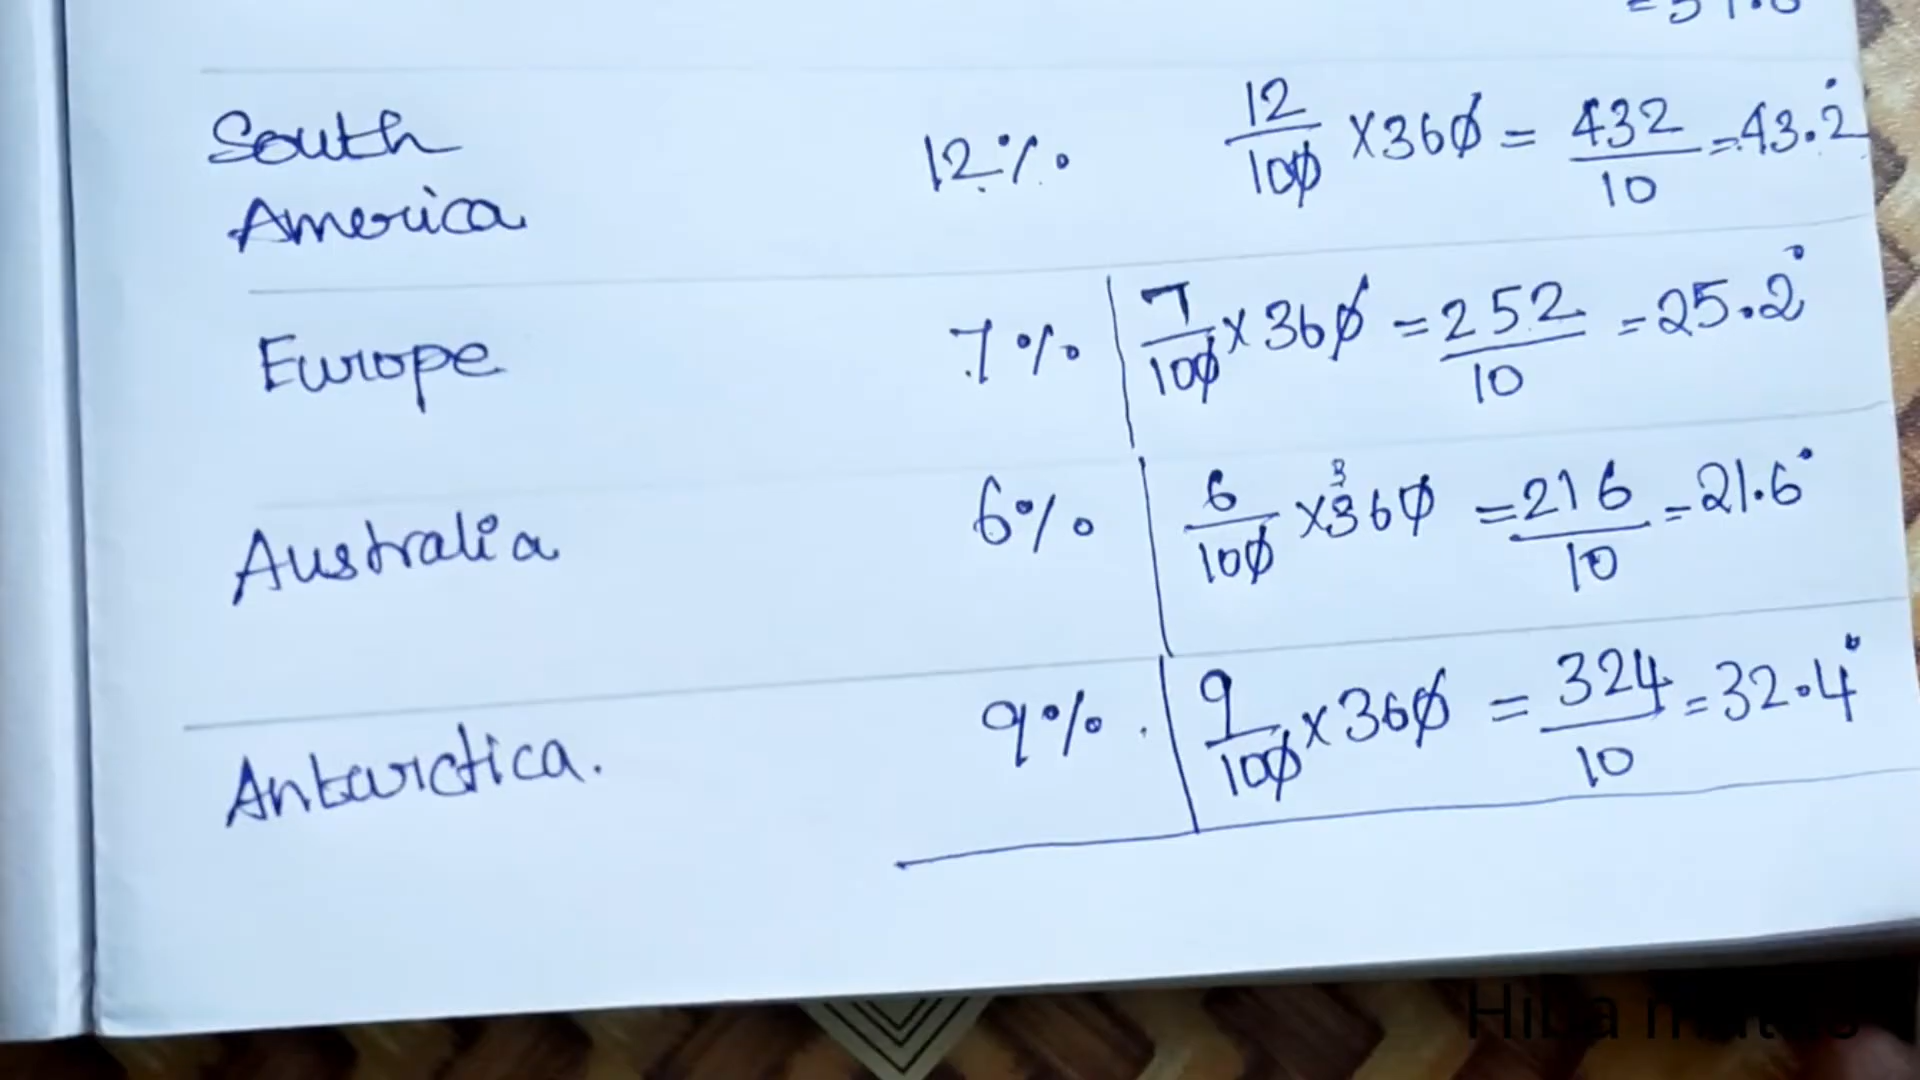 South America 12% 12/100 × 360 = 432/10 = 43.2°
Europe 7% 7/100 × 360 = 252/10 = 25.2°
Australia 6% 6/100 × 360 3 = 216/10 = 21.6°
Antarctica. 9% 9/100 × 360 = 324/10 = 32.4°